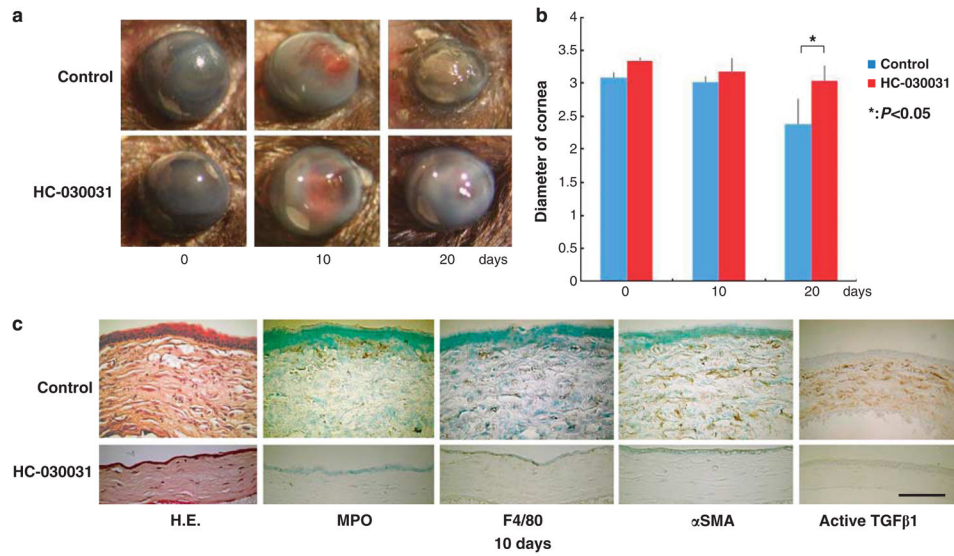 a
Control
HC-030031
0 10 20 days
b
Diameter of cornea
4
3.5
3
2.5
2
1.5
1
0.5
0
*
0 10 20 days
Control
HC-030031
*:P<0.05
c
Control
HC-030031
H.E. MPO F4/80 αSMA Active TGFβ1
10 days